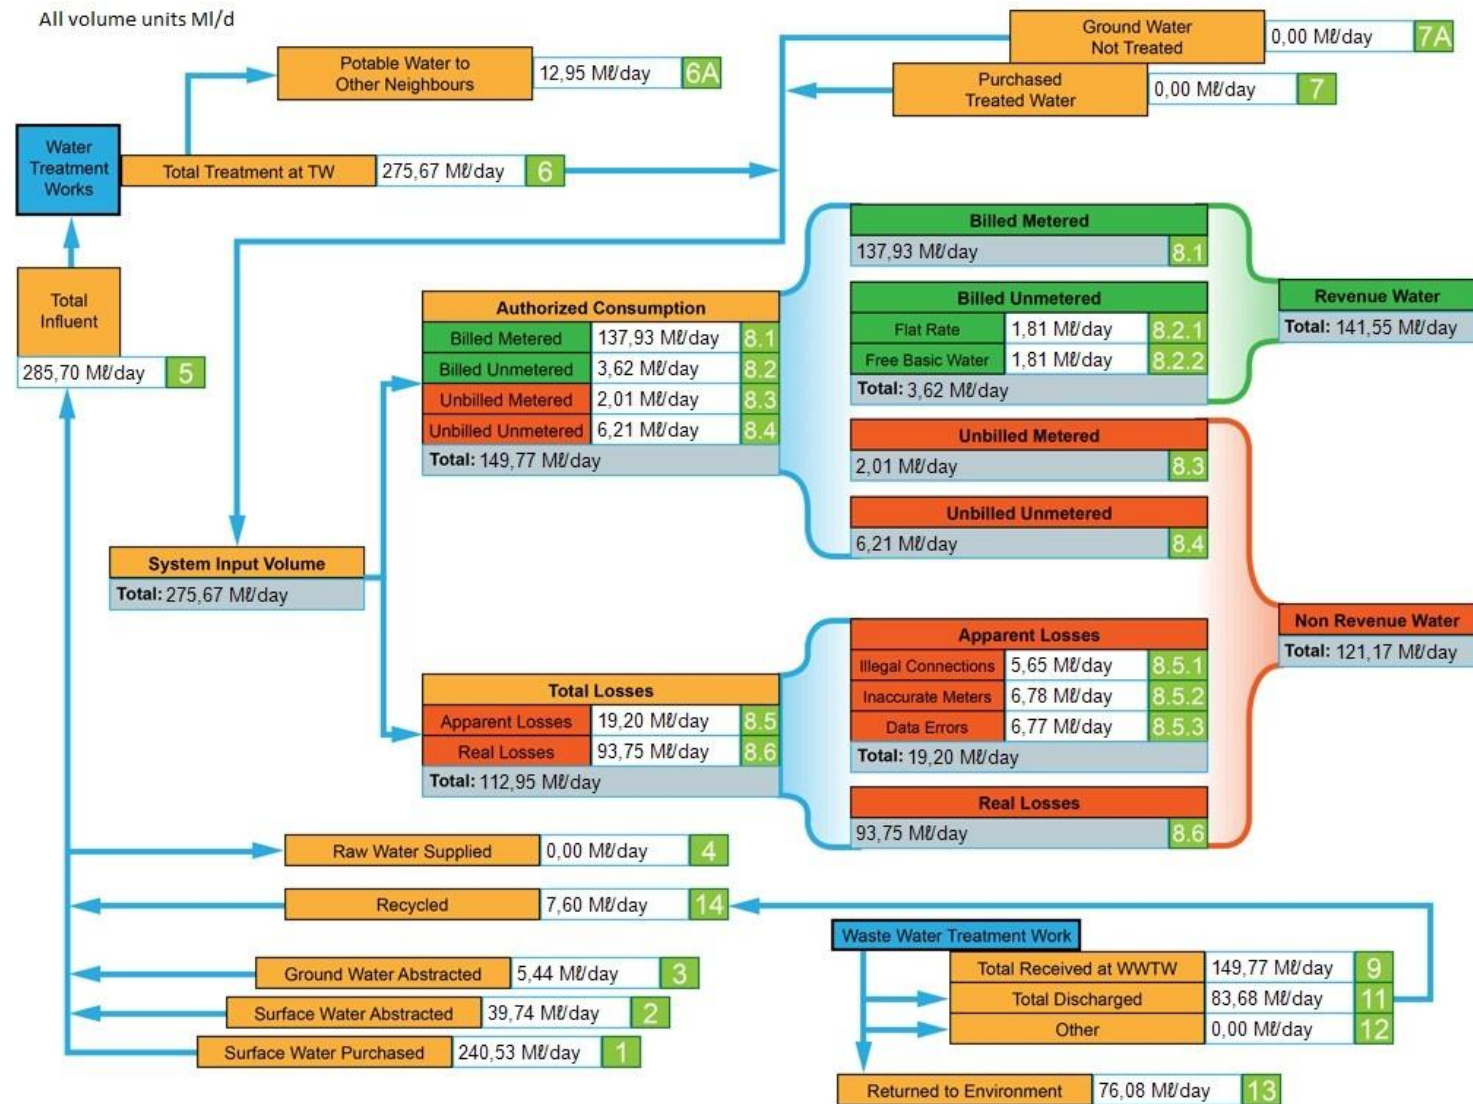 All volume units Ml/d
Potable Water to
Other Neighbours
12,95 Mℓ/day
6A
Ground Water
Not Treated
0,00 Mℓ/day
7A
Purchased
Treated Water
0,00 Mℓ/day
7
Water
Treatment
Works
Total Treatment at TW
275,67 Mℓ/day
6
Total
Influent
285,70 Mℓ/day
5
Authorized Consumption
Billed Metered 137,93 Mℓ/day 8.1
Billed Unmetered 3,62 Mℓ/day 8.2
Unbilled Metered 2,01 Mℓ/day 8.3
Unbilled Unmetered 6,21 Mℓ/day 8.4
Total: 149,77 Mℓ/day
Billed Metered
137,93 Mℓ/day 8.1
Billed Unmetered
Flat Rate 1,81 Mℓ/day 8.2.1
Free Basic Water 1,81 Mℓ/day 8.2.2
Total: 3,62 Mℓ/day
Unbilled Metered
2,01 Mℓ/day 8.3
Unbilled Unmetered
6,21 Mℓ/day 8.4
Revenue Water
Total: 141,55 Mℓ/day
System Input Volume
Total: 275,67 Mℓ/day
Total Losses
Apparent Losses 19,20 Mℓ/day 8.5
Real Losses 93,75 Mℓ/day 8.6
Total: 112,95 Mℓ/day
Apparent Losses
Illegal Connections 5,65 Mℓ/day 8.5.1
Inaccurate Meters 6,78 Mℓ/day 8.5.2
Data Errors 6,77 Mℓ/day 8.5.3
Total: 19,20 Mℓ/day
Real Losses
93,75 Mℓ/day 8.6
Non Revenue Water
Total: 121,17 Mℓ/day
Raw Water Supplied 0,00 Mℓ/day 4
Recycled 7,60 Mℓ/day 14
Ground Water Abstracted 5,44 Mℓ/day 3
Surface Water Abstracted 39,74 Mℓ/day 2
Surface Water Purchased 240,53 Mℓ/day 1
Waste Water Treatment Work
Total Received at WWTW 149,77 Mℓ/day 9
Total Discharged 83,68 Mℓ/day 11
Other 0,00 Mℓ/day 12
Returned to Environment 76,08 Mℓ/day 13